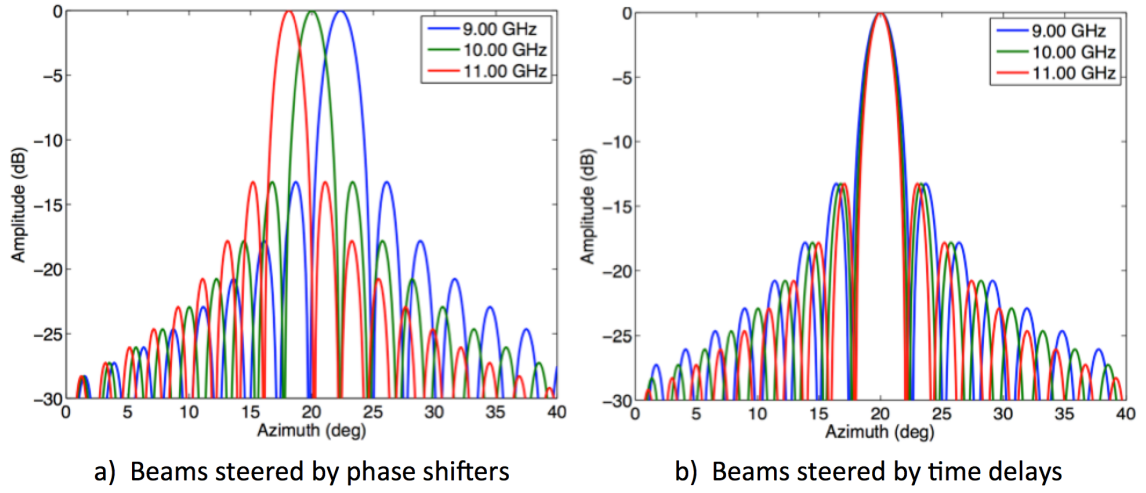 0
−5
−10
−15
−20
−25
−30
Amplitude (dB)
9.00 GHz
10.00 GHz
11.00 GHz
0 5 10 15 20 25 30 35 40
Azimuth (deg)
a) Beams steered by phase shifters
0
−5
−10
−15
−20
−25
−30
Amplitude (dB)
9.00 GHz
10.00 GHz
11.00 GHz
0 5 10 15 20 25 30 35 40
Azimuth (deg)
b) Beams steered by time delays